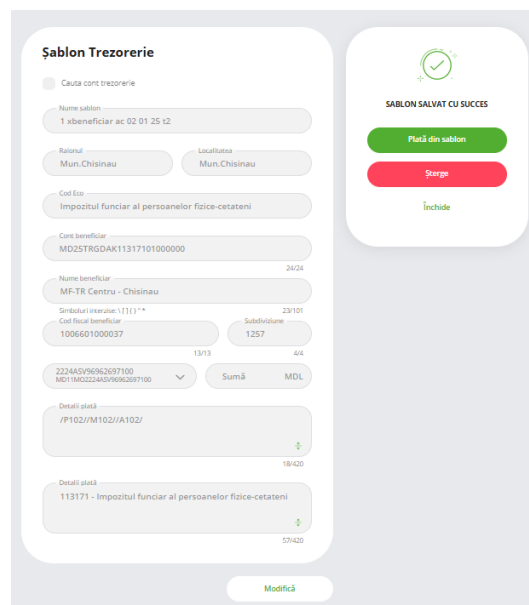 Șablon Trezorerie
Cauta cont trezorerie
Nume șablon
1 xbeneficiar ac 02 01 25 t2
Raionul
Localitatea
Mun.Chisinau
Mun.Chisinau
Cod Eco
Impozitul funciar al persoanelor fizice-cetateni
Cont beneficiar
MD25TRGDAK11317101000000
24/24
Nume beneficiar
MF-TR Centru - Chisinau
Simboluri interzise: \ [ ] { } ~ ^
23/101
Cod fiscal beneficiar
Subdiviziune
1006601000037
1257
13/13
4/4
2224ASV96962697100
MD11MO2224ASV96962697100
Sumă
MDL
Detalii plată
/P102//M102//A102/
18/420
Detalii plată
113171 - Impozitul funciar al persoanelor fizice-cetateni
57/420
Modifică
SABLON SALVAT CU SUCCES
Plată din sablon
Șterge
Închide